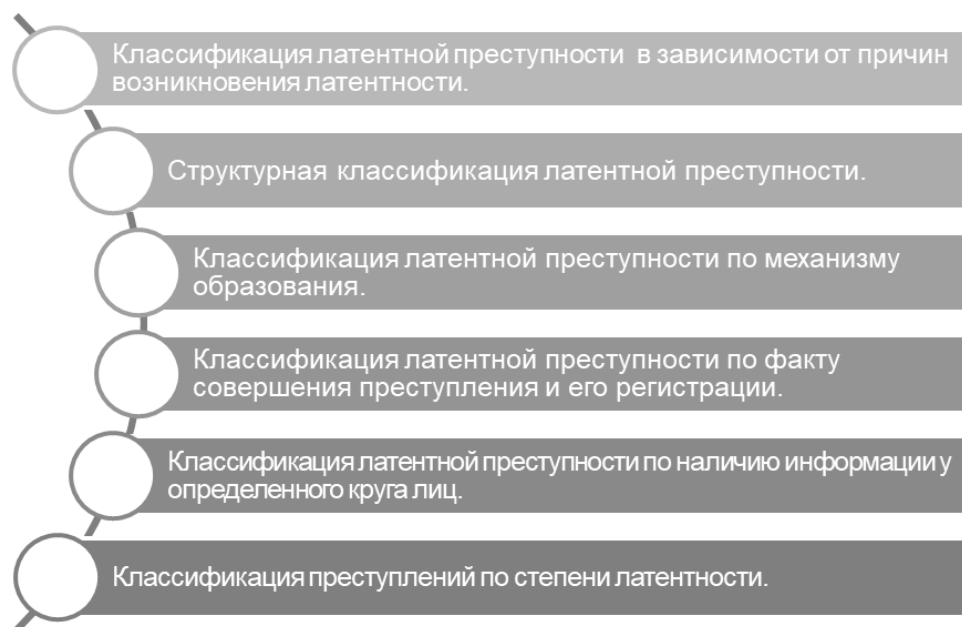 Классификация латентной преступности в зависимости от причин
возникновения латентности.
Структурная классификация латентной преступности.
Классификация латентной преступности по механизму
образования.
Классификация латентной преступности по факту
совершения преступления и его регистрации.
Классификация латентной преступности по наличию информации у
определенного круга лиц.
Классификация преступлений по степени латентности.